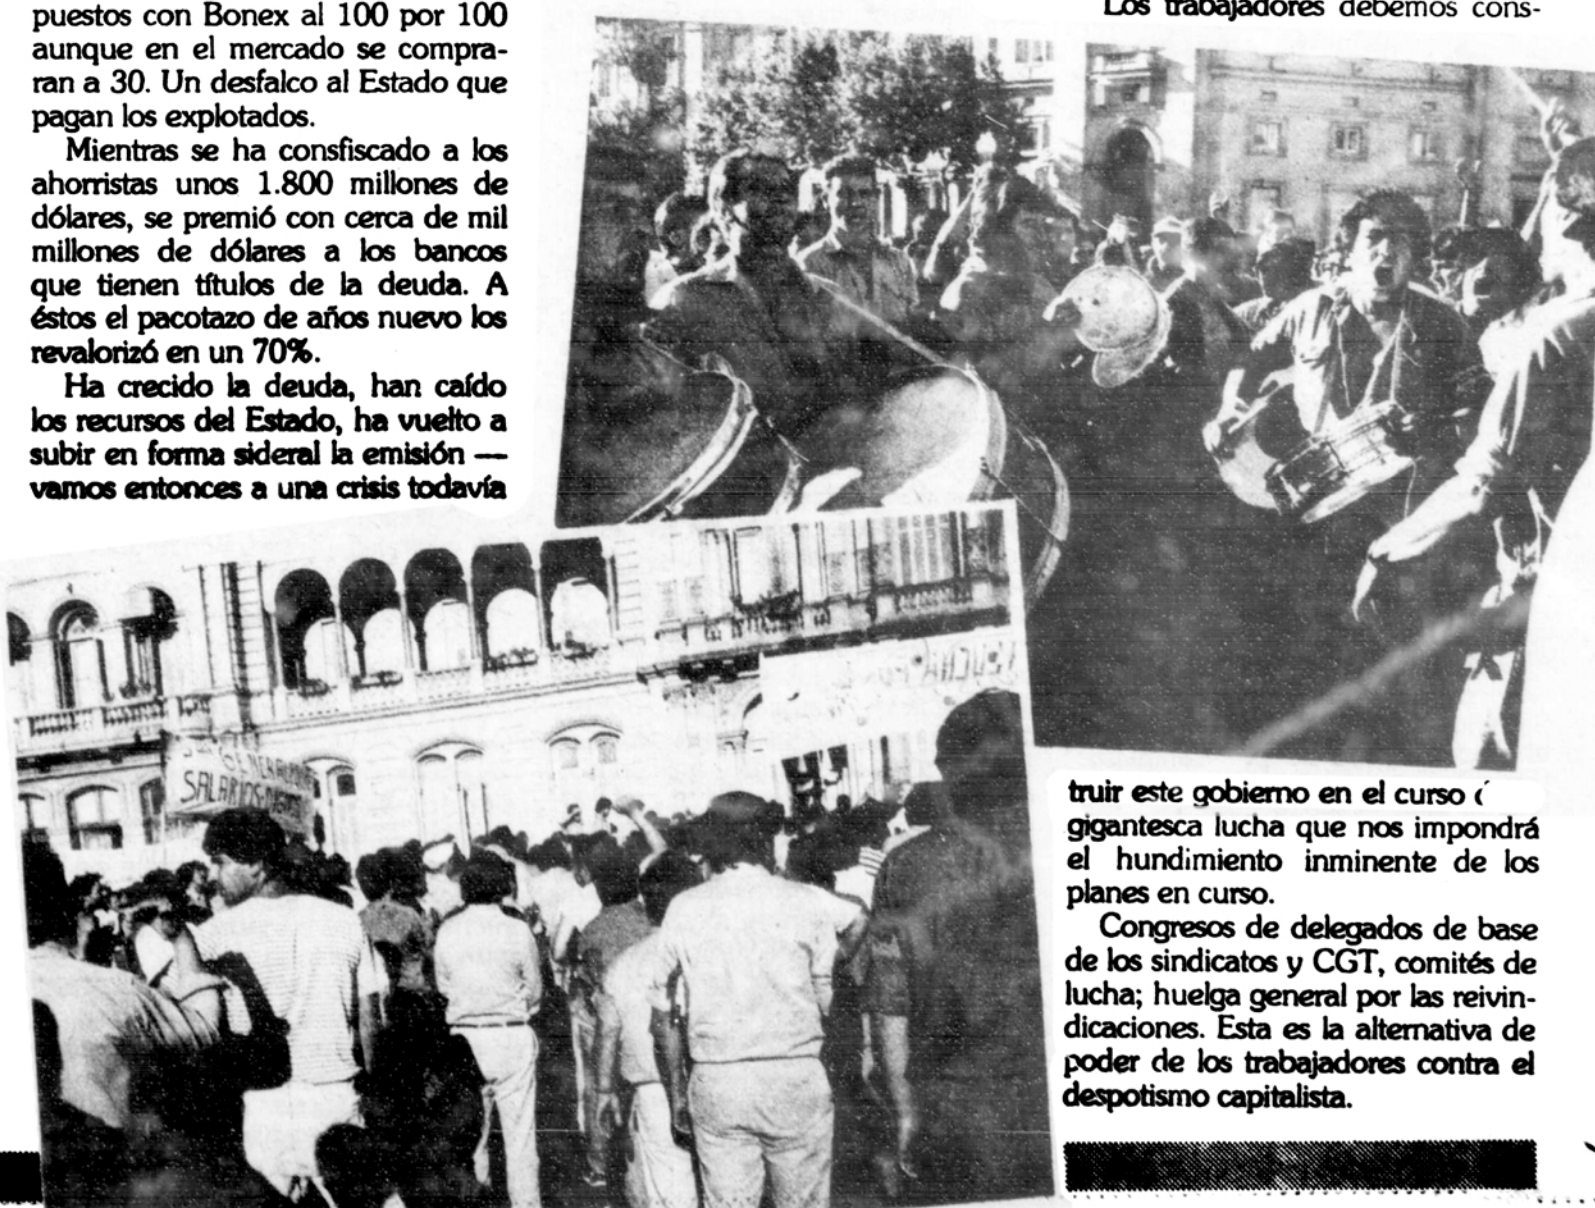 puestos con Bonex al 100 por 100
aunque en el mercado se compra-
ran a 30. Un desfalco al Estado que
pagan los explotados.
Mientras se ha consfiscado a los
ahorristas unos 1.800 millones de
dólares, se premió con cerca de mil
millones de dólares a los bancos
que tienen títulos de la deuda. A
éstos el pacotazo de años nuevo los
revalorizó en un 70%.
Ha crecido la deuda, han caído
los recursos del Estado, ha vuelto a
subir en forma sideral la emisión —
vamos entonces a una crisis todavía
Los trabajadores debemos cons-
truir este gobierno en el curso
gigantesca lucha que nos impondrá
el hundimiento inminente de los
planes en curso.
Congresos de delegados de base
de los sindicatos y CGT, comités de
lucha; huelga general por las reivin-
dicaciones. Esta es la alternativa de
poder de los trabajadores contra el
despotismo capitalista.